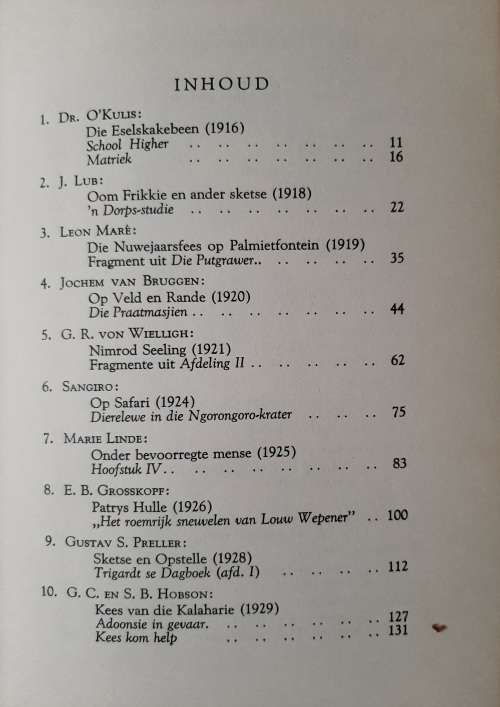 INHOUD
1. DR. O'KULIS:
Die Eselskakebeen (1916)
School Higher .. .. .. .. .. .. .. 11
Matriek .. .. .. .. .. .. .. 16
2. J. LUB:
Oom Frikkie en ander sketse (1918)
'n Dorps-studie .. .. .. .. .. .. .. 22
3. LEON MARÈ:
Die Nuwejaarsfees op Palmietfontein (1919)
Fragment uit Die Putgrawer.. .. .. .. .. 35
4. JOCHEM VAN BRUGGEN:
Op Veld en Rande (1920)
Die Praatmasjien .. .. .. .. .. .. .. 44
5. G. R. VON WIELLIGH:
Nimrod Seeling (1921)
Fragmente uit Afdeling II .. .. .. .. .. 62
6. SANGIRO:
Op Safari (1924)
Dierelewe in die Ngorongoro-krater .. .. .. 75
7. MARIE LINDE:
Onder bevoorregte mense (1925)
Hoofstuk IV.. .. .. .. .. .. .. .. 83
8. E. B. GROSSKOPF:
Patrys Hulle (1926)
„Het roemrijk sneuvelen van Louw Wepener” .. 100
9. GUSTAV S. PRELLER:
Sketse en Opstelle (1928)
Trigardt se Dagboek (afd. I) .. .. .. .. 112
10. G. C. EN S. B. HOBSON:
Kees van die Kalaharie (1929)
Adoonsie in gevaar. .. .. .. .. .. .. 127
Kees kom help .. .. .. .. .. .. 131